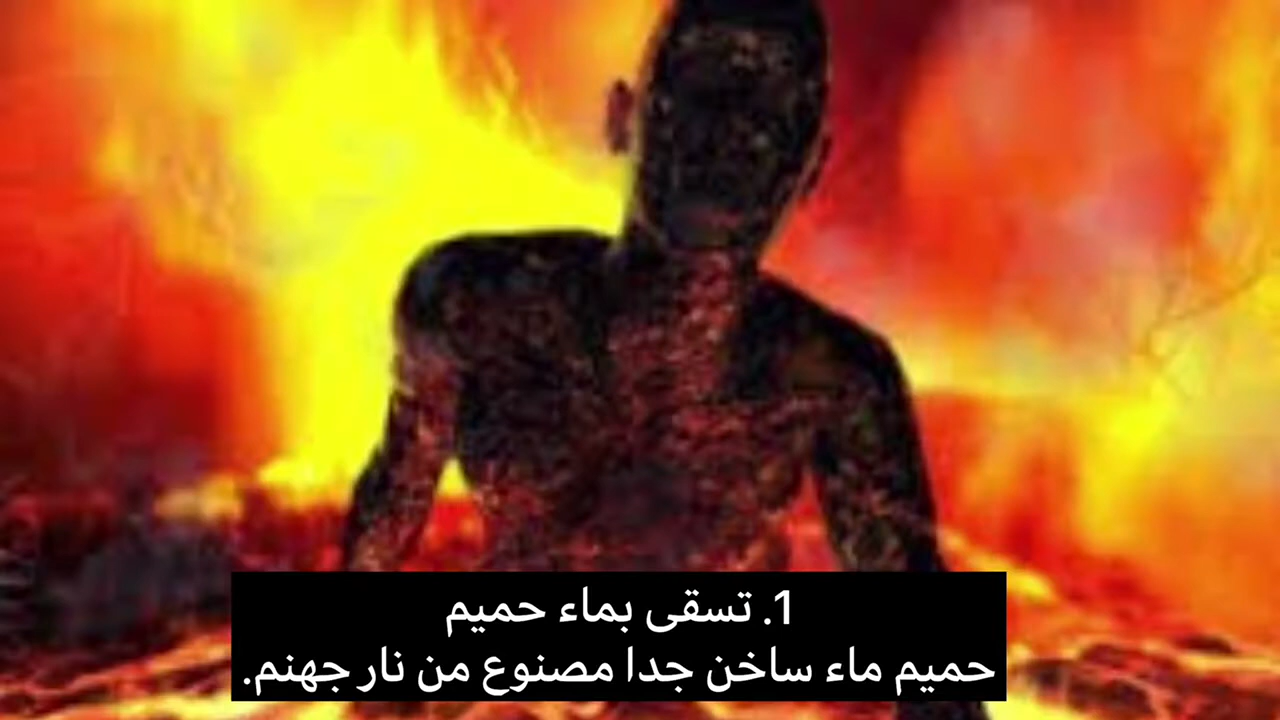 1. تسقى بماء حميم
حميم ماء ساخن جدا مصنوع من نار جهنم.